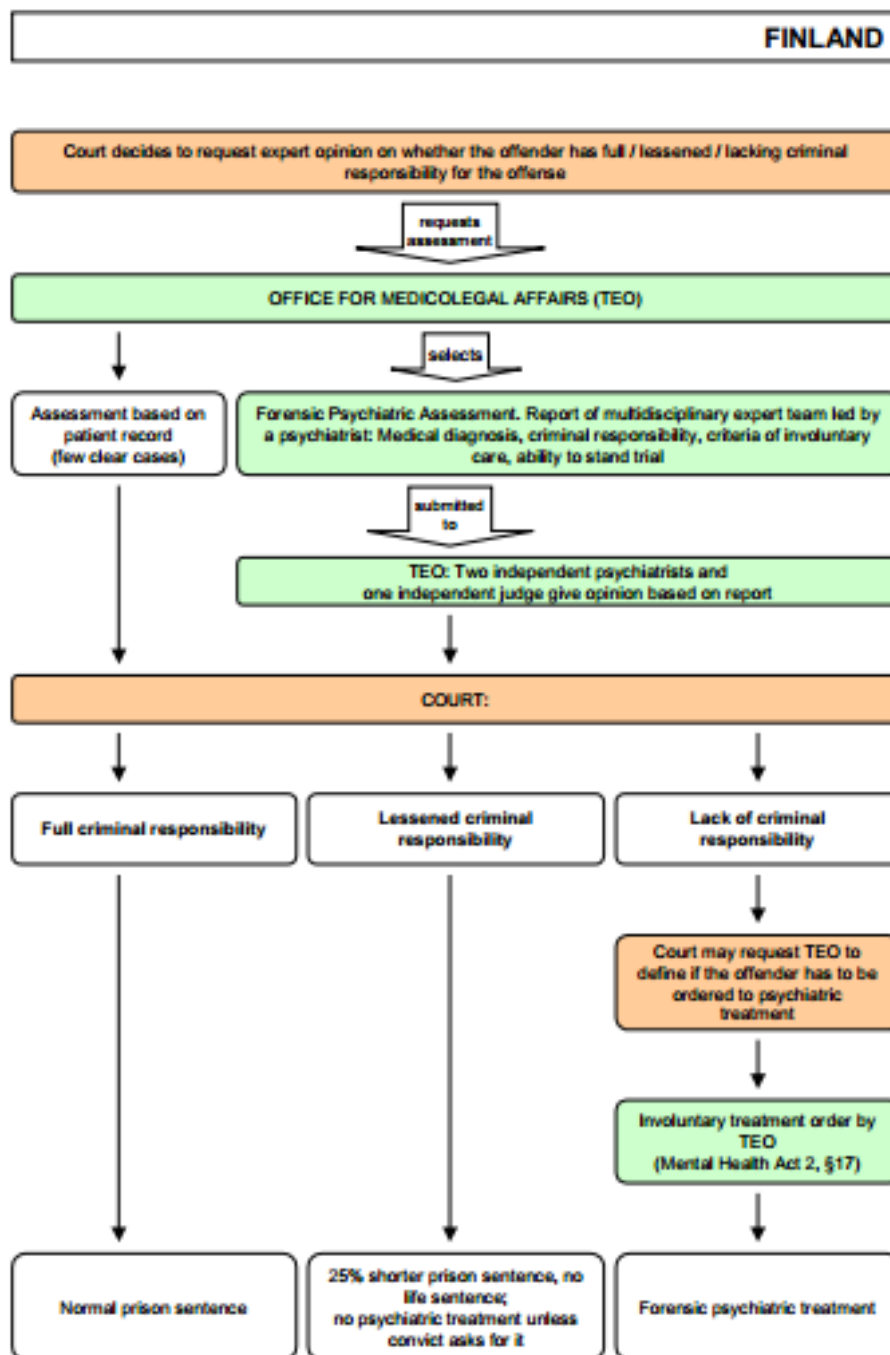 FINLAND
Court decides to request expert opinion on whether the offender has full / lessened / lacking criminal
responsibility for the offense
requests
assessment
OFFICE FOR MEDICOLEGAL AFFAIRS (TEO)
selects
Assessment based on
patient record
(few clear cases)
Forensic Psychiatric Assessment. Report of multidisciplinary expert team led by
a psychiatrist: Medical diagnosis, criminal responsibility, criteria of involuntary
care, ability to stand trial
submitted
to
TEO: Two independent psychiatrists and
one independent judge give opinion based on report
COURT:
Full criminal responsibility
Lessened criminal
responsibility
Lack of criminal
responsibility
Court may request TEO to
define if the offender has to be
ordered to psychiatric
treatment
Involuntary treatment order by
TEO
(Mental Health Act 2, §17)
Normal prison sentence
25% shorter prison sentence, no
life sentence;
no psychiatric treatment unless
convict asks for it
Forensic psychiatric treatment